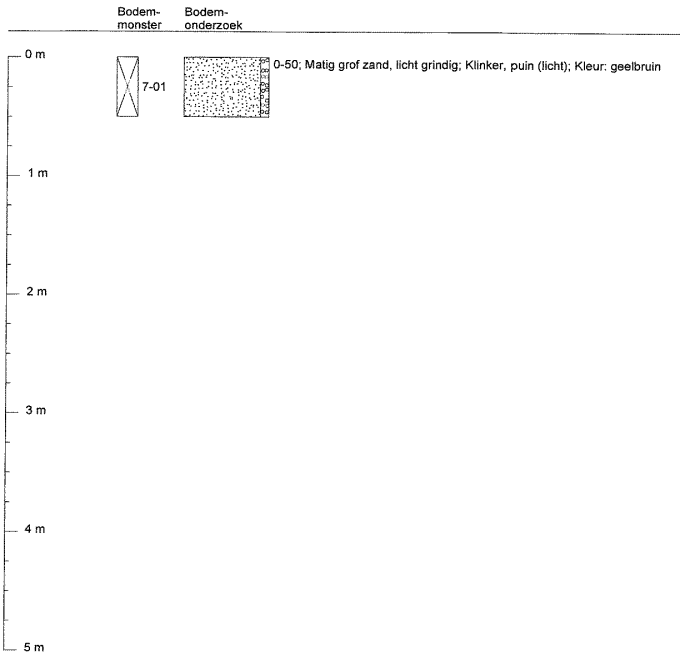 Bodem-
monster
Bodem-
onderzoek
0 m
7-01
0-50; Matig grof zand, licht grindig; Klinker, puin (licht); Kleur: geelbruin
1 m
2 m
3 m
4 m
5 m